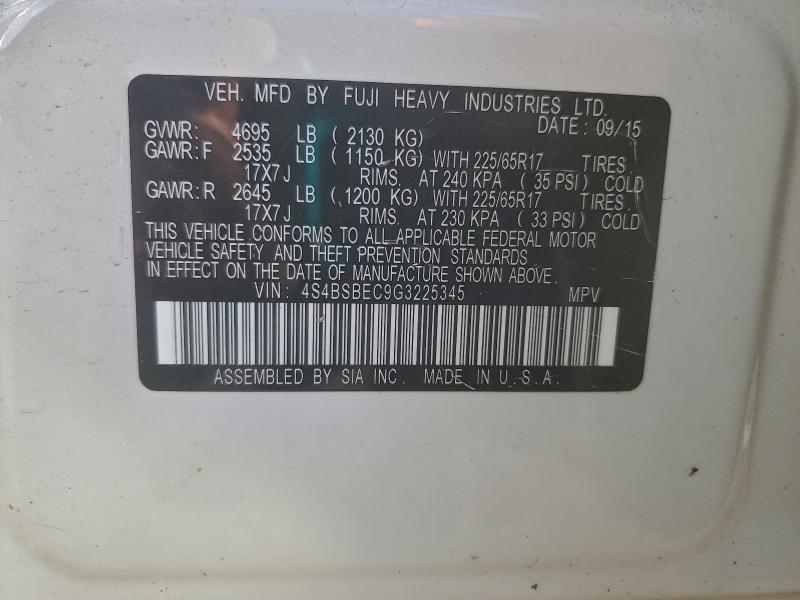 VEH. MFD BY FUJI HEAVY INDUSTRIES LTD.
DATE: 09/15
GVWR: 4695 LB ( 2130 KG)
GAWR: F 2535 LB ( 1150 KG) WITH 225/65R17 TIRES.
17X7J RIMS. AT 240 KPA ( 35 PSI) COLD
GAWR: R 2645 LB ( 1200 KG) WITH 225/65R17 TIRES.
17X7J RIMS. AT 230 KPA ( 33 PSI) COLD
THIS VEHICLE CONFORMS TO ALL APPLICABLE FEDERAL MOTOR
VEHICLE SAFETY AND THEFT PREVENTION STANDARDS
IN EFFECT ON THE DATE OF MANUFACTURE SHOWN ABOVE.
VIN: 4S4BSBEC9G3225345 MPV
ASSEMBLED BY SIA INC. MADE IN U.S.A.